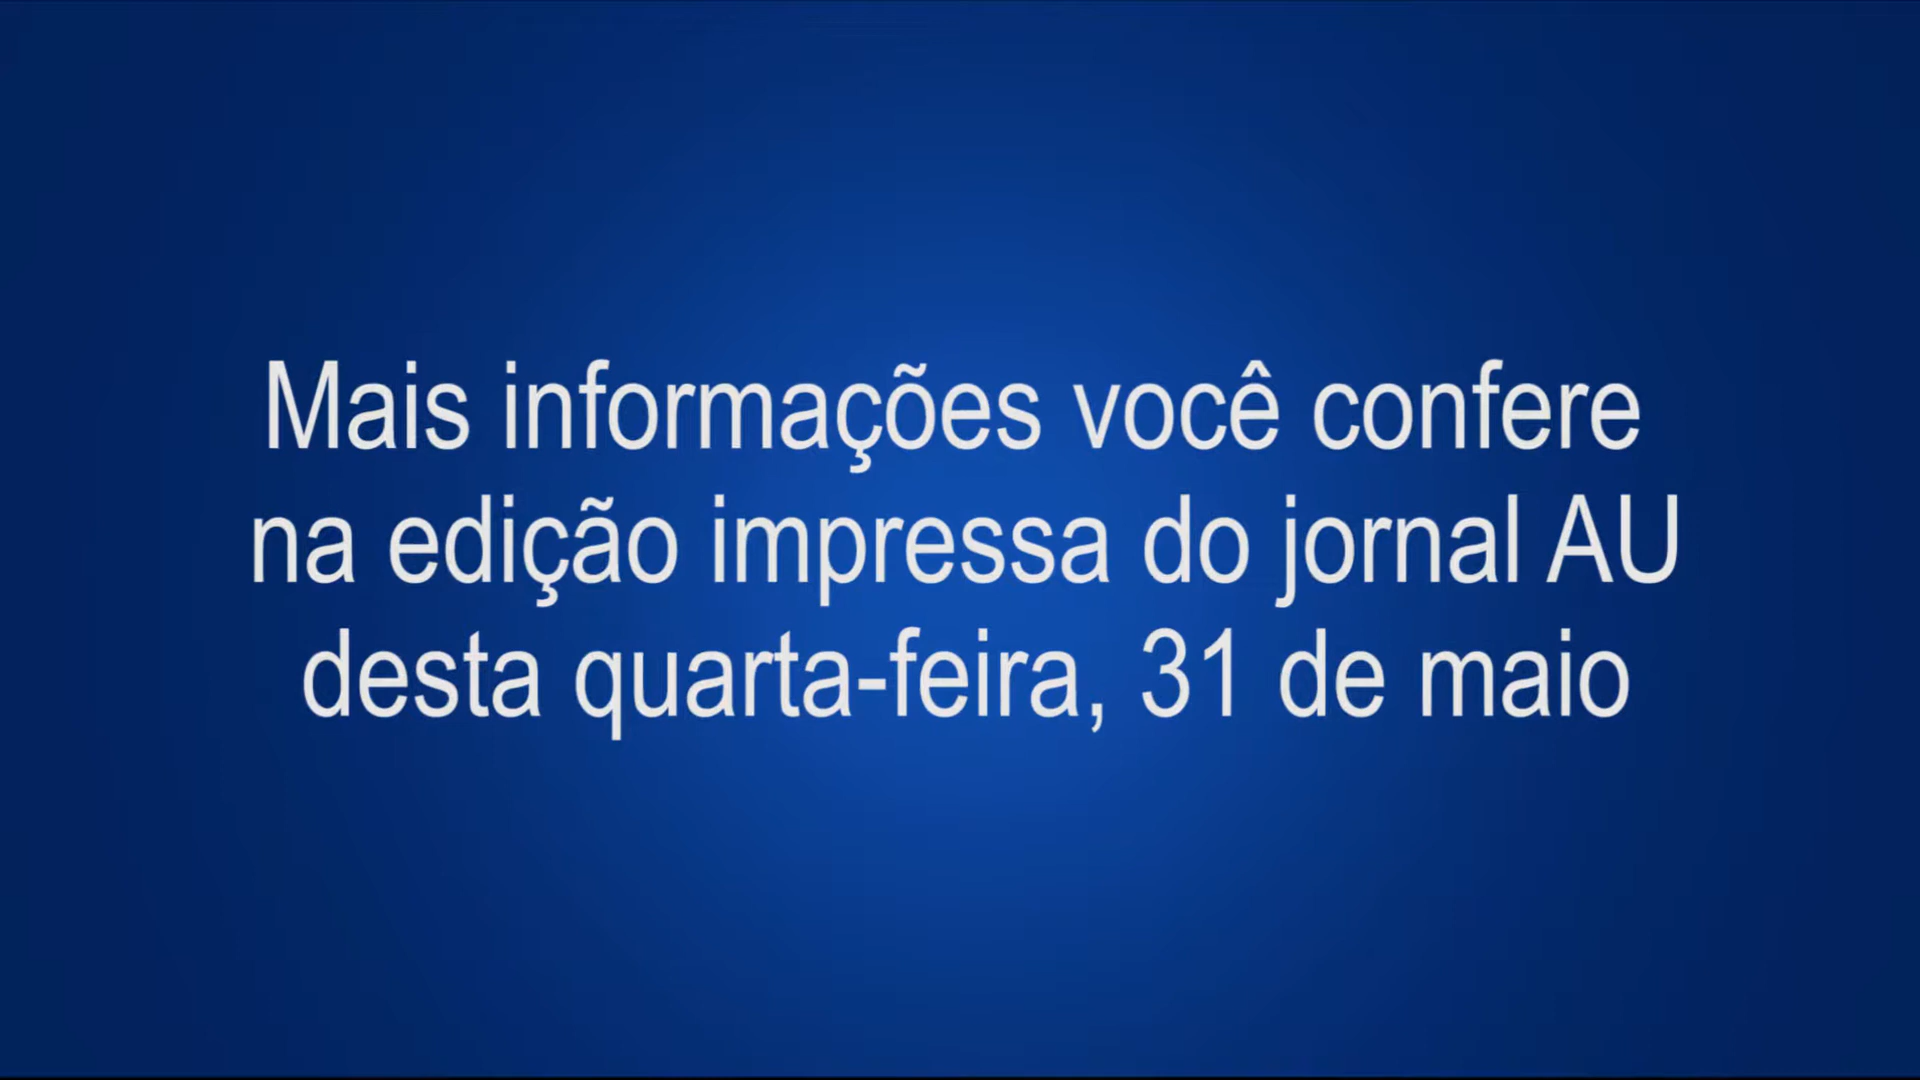 Mais informações você confere
na edição impressa do jornal AU
desta quarta-feira, 31 de maio